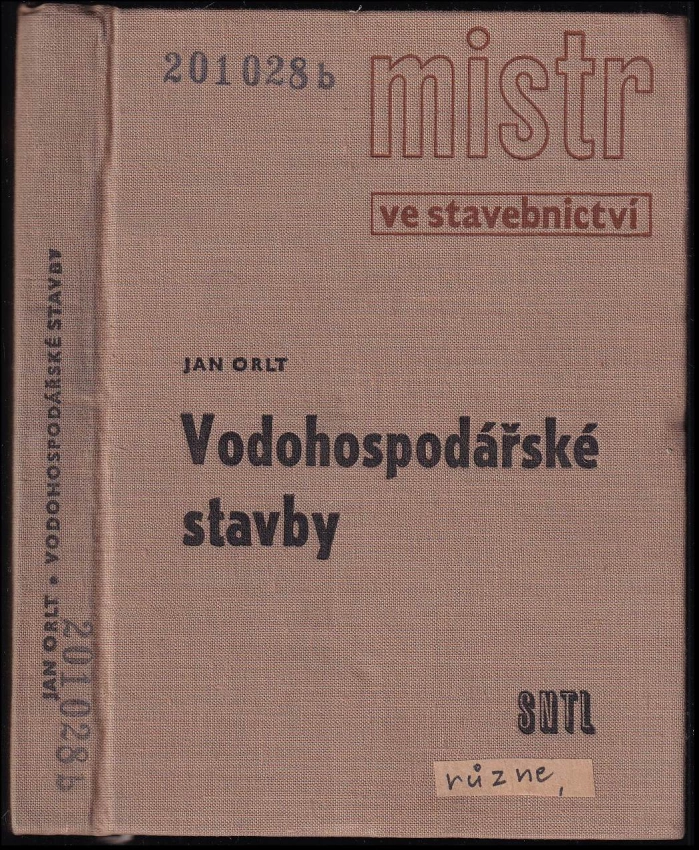 201028b
mistr
ve stavebnictví
JAN ORLT
Vodohospodářské
stavby
SNTL
různe,
JAN ORLT • VODOHOSPODÁŘSKÉ STAVBY
201028b